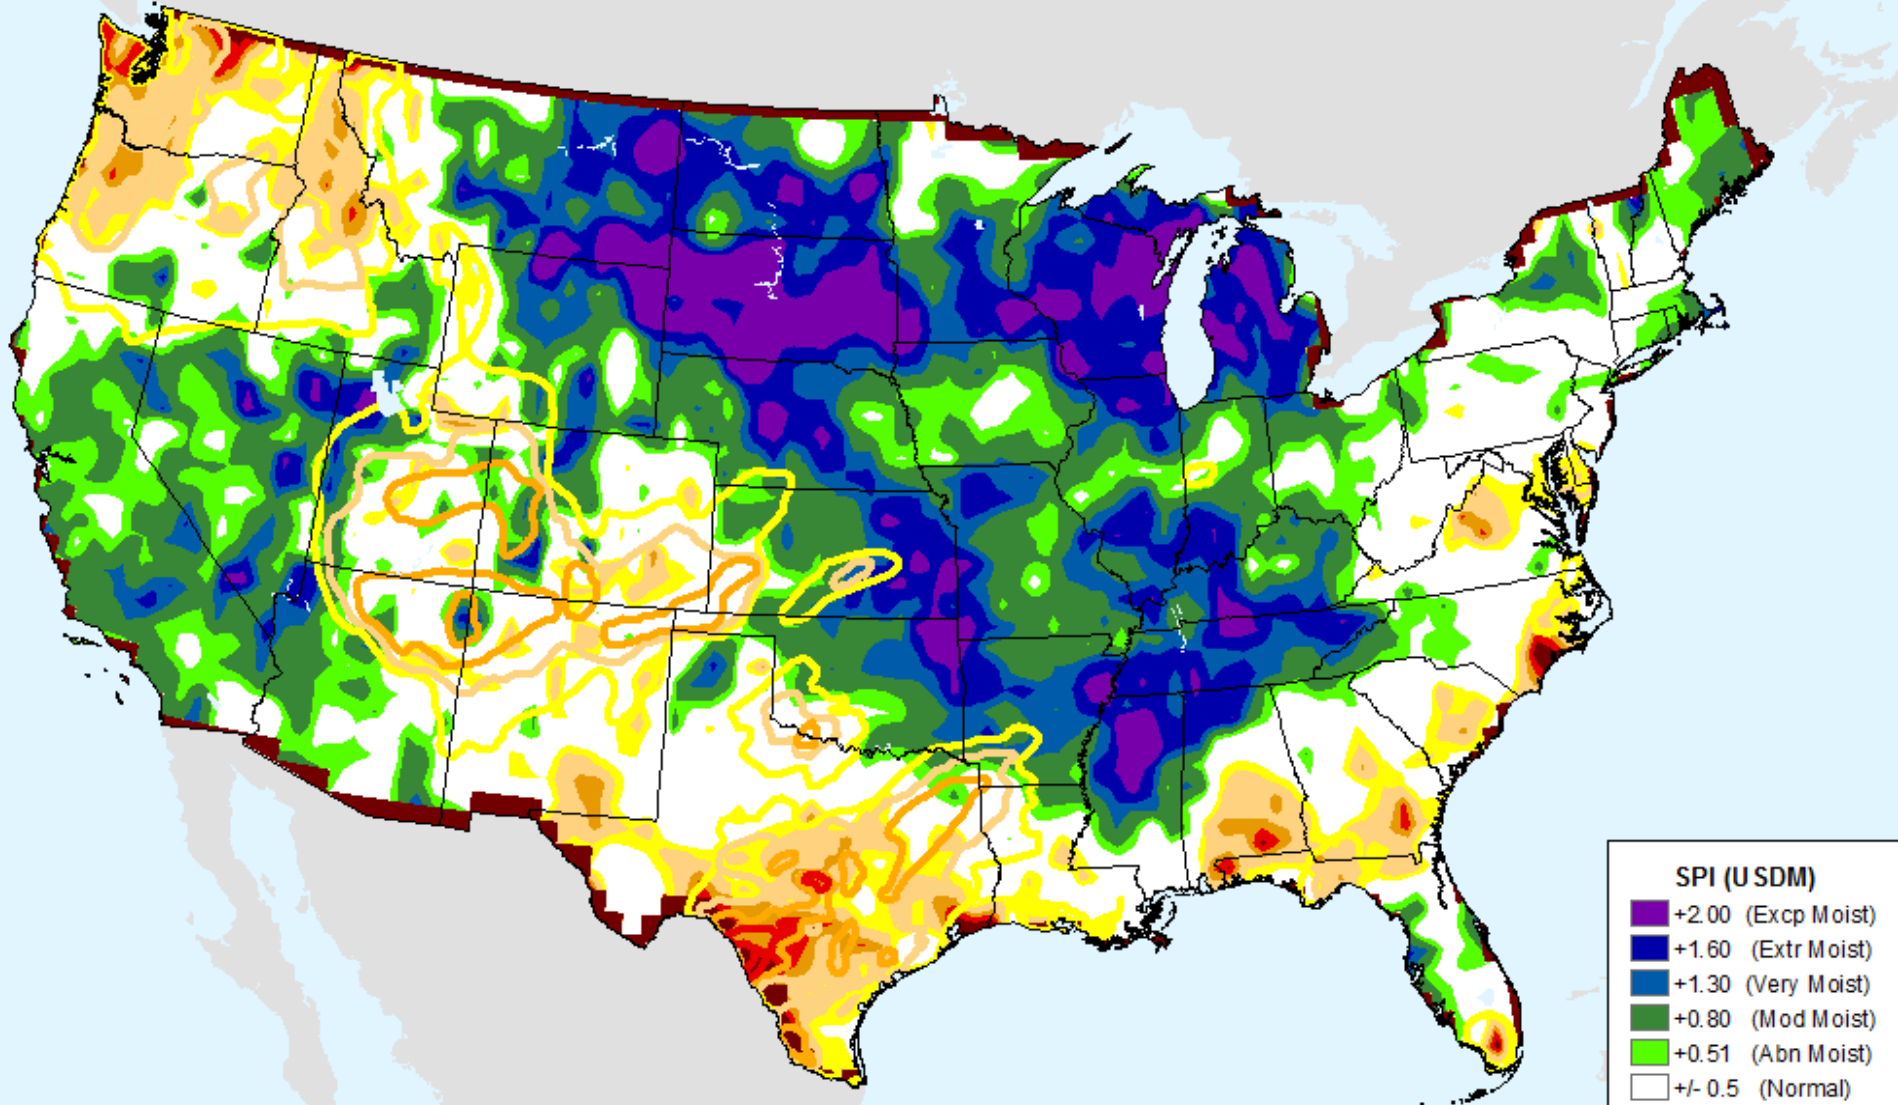 SPI (USDM)
+2.00 (Excp Moist)
+1.60 (Extr Moist)
+1.30 (Very Moist)
+0.80 (Mod Moist)
+0.51 (Abn Moist)
+/- 0.5 (Normal)